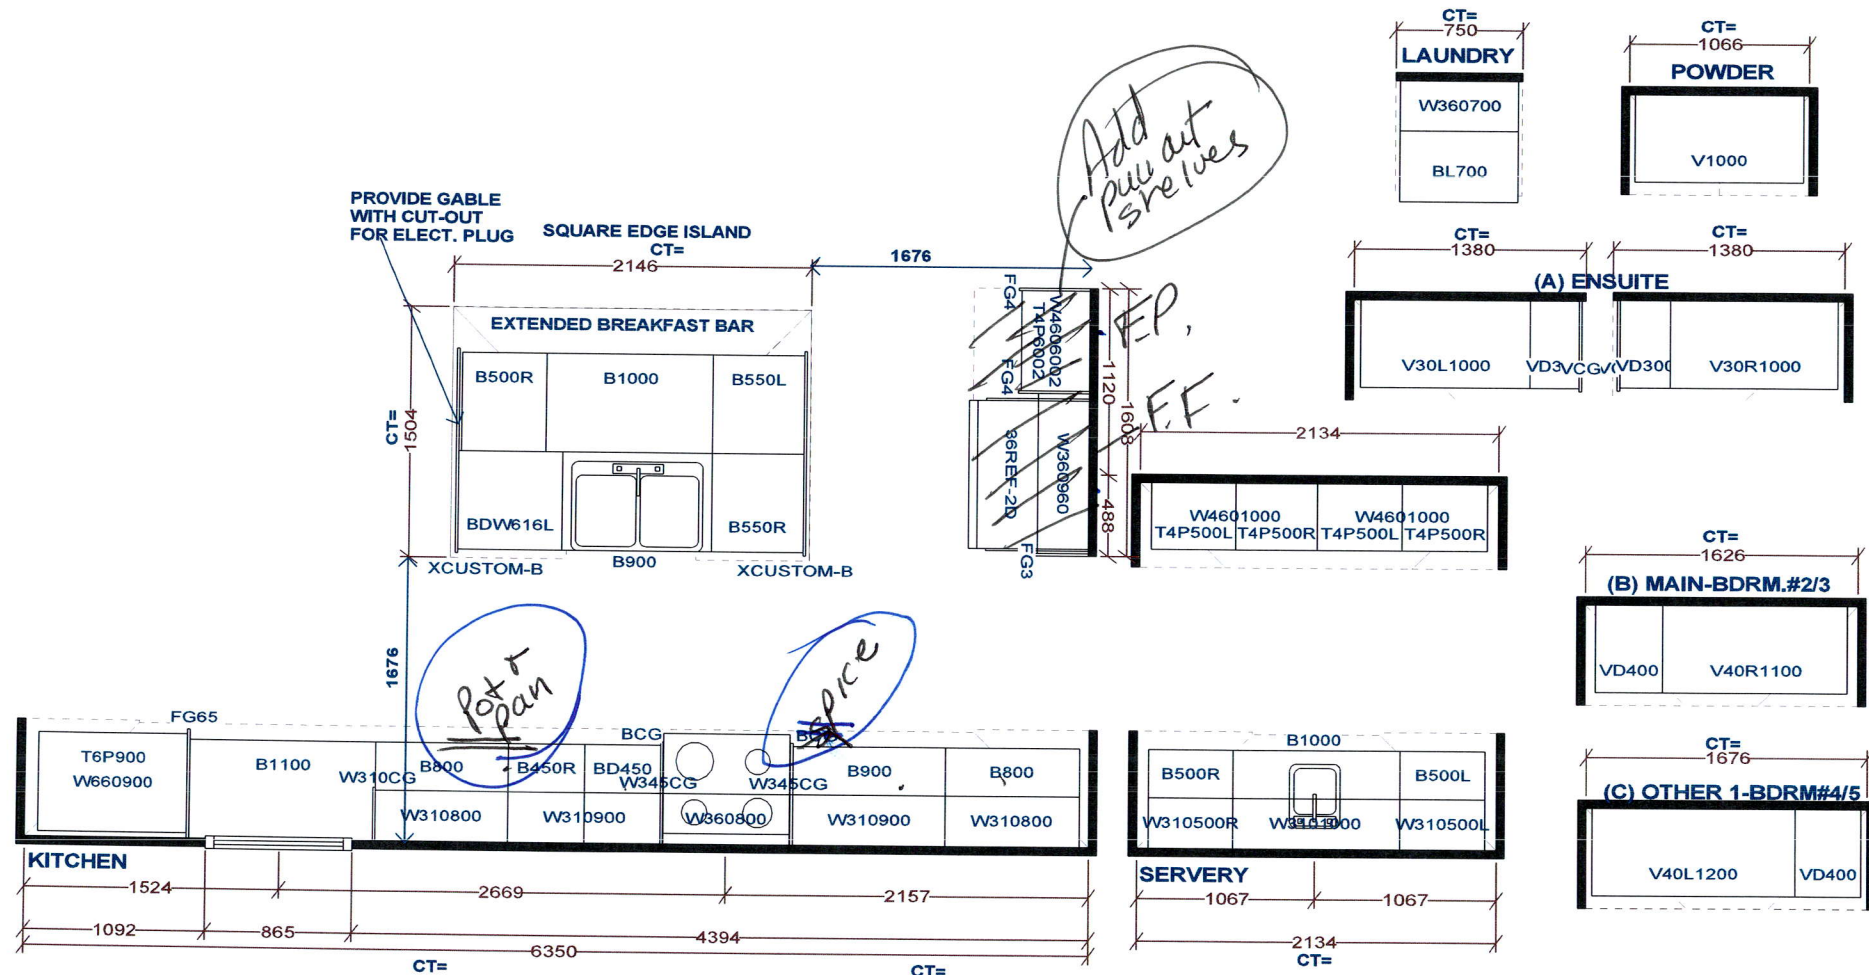 CT=
750
LAUNDRY
W360700
BL700
CT=
1066
POWDER
V1000
Add
pull out
shelves
PROVIDE GABLE
WITH CUT-OUT
FOR ELECT. PLUG
SQUARE EDGE ISLAND
CT=
2146
1676
EXTENDED BREAKFAST BAR
B500R
B1000
B550L
CT=
1504
BDW616L
B900
B550R
XCUSTOM-B
XCUSTOM-B
1676
FG4
W4606002
T4P6002
FG4
36REF-2D
W360960
FG3
1120
1608
488
F.P.
F.F.
CT=
1380
CT=
1380
(A) ENSUITE
V30L1000
VD3
VCG
VD300
V30R1000
2134
W4601000
W4601000
T4P500L
T4P500R
T4P500L
T4P500R
CT=
1626
(B) MAIN-BDRM.#2/3
VD400
V40R1100
CT=
1676
(C) OTHER 1-BDRM#4/5
V40L1200
VD400
Pot &
pan
spice
FG65
T6P900
W660900
B1100
W310CG
B800
B450R
BD450
BCG
W345CG
W345CG
B900
B800
W310800
W310900
W360800
W310900
W310800
KITCHEN
1524
2669
2157
1092
865
4394
6350
CT=
CT=
B1000
B500R
B500L
W310500R
W3101000
W310500L
SERVERY
1067
1067
2134
CT=